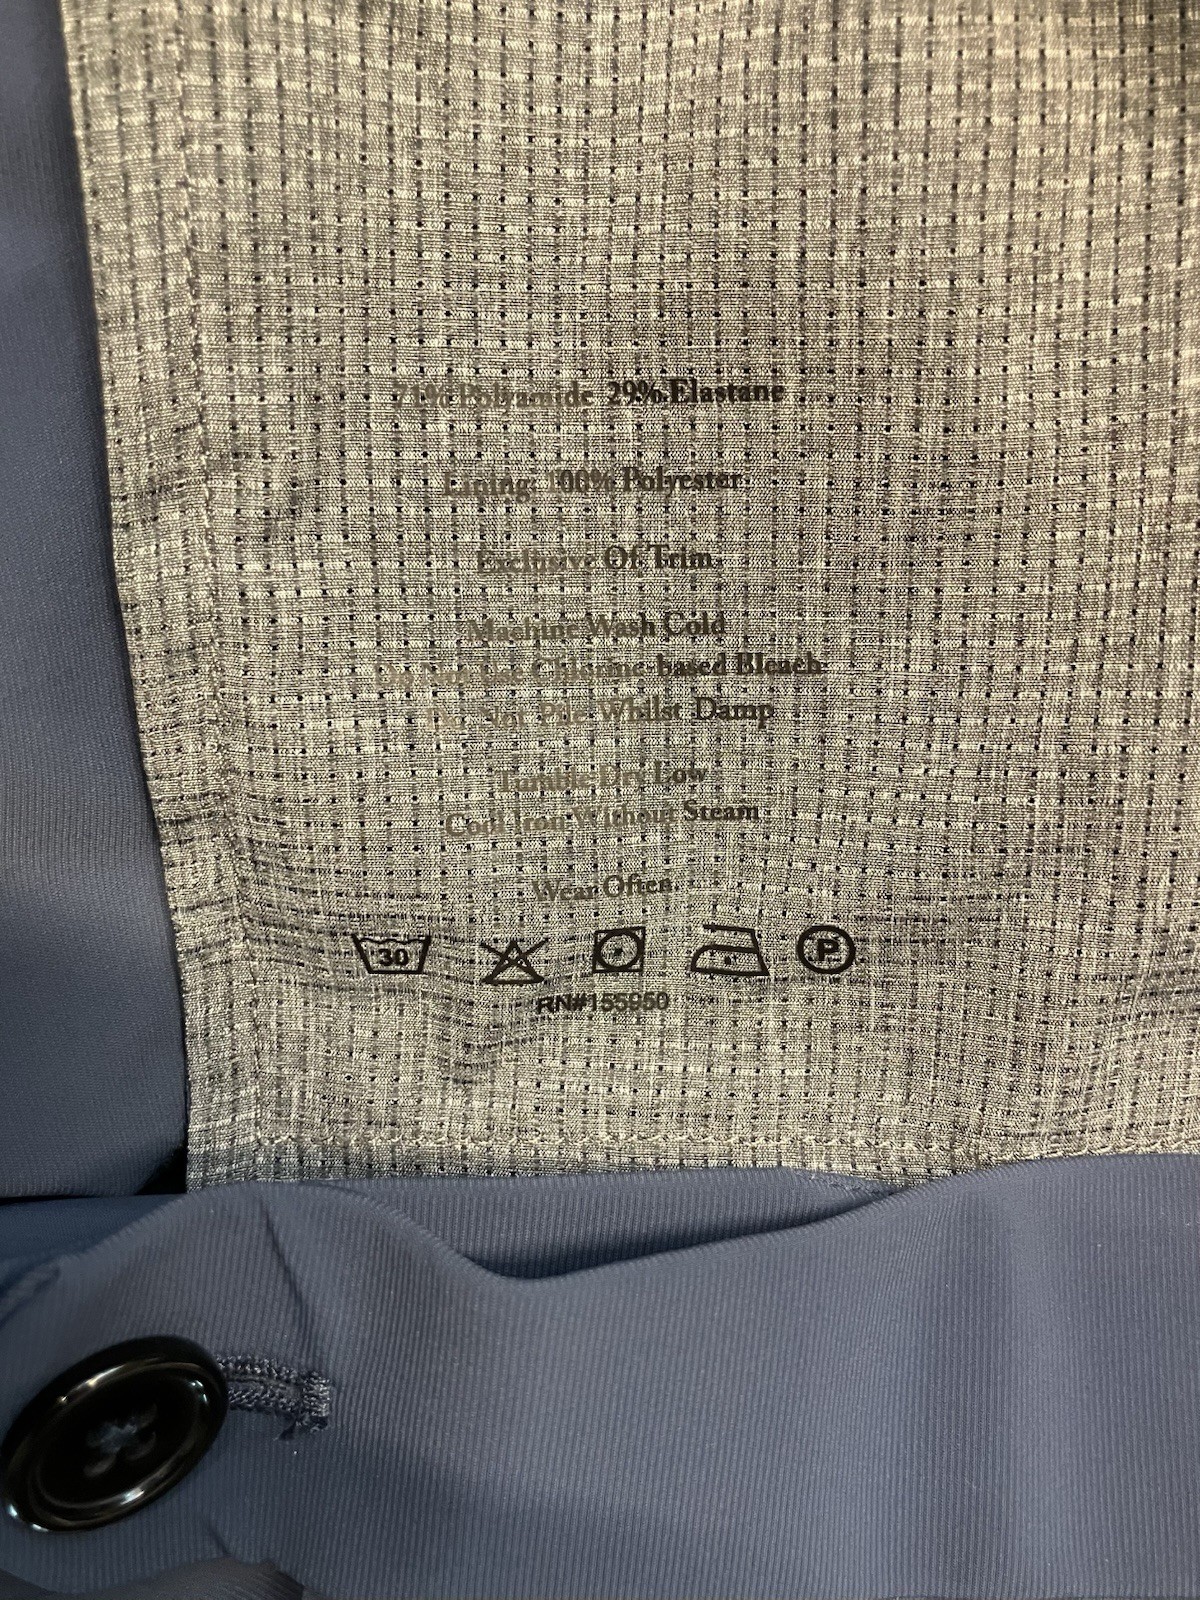 71% Polyamide 29% Elastane
Lining: 100% Polyester
Exclusive Of Trim
Machine Wash Cold
Do Not Use Chlorine-based Bleach
Do Not Pile Whilst Damp
Tumble Dry Low
Cool Iron Without Steam
Wear Often
30 P
RN#155950